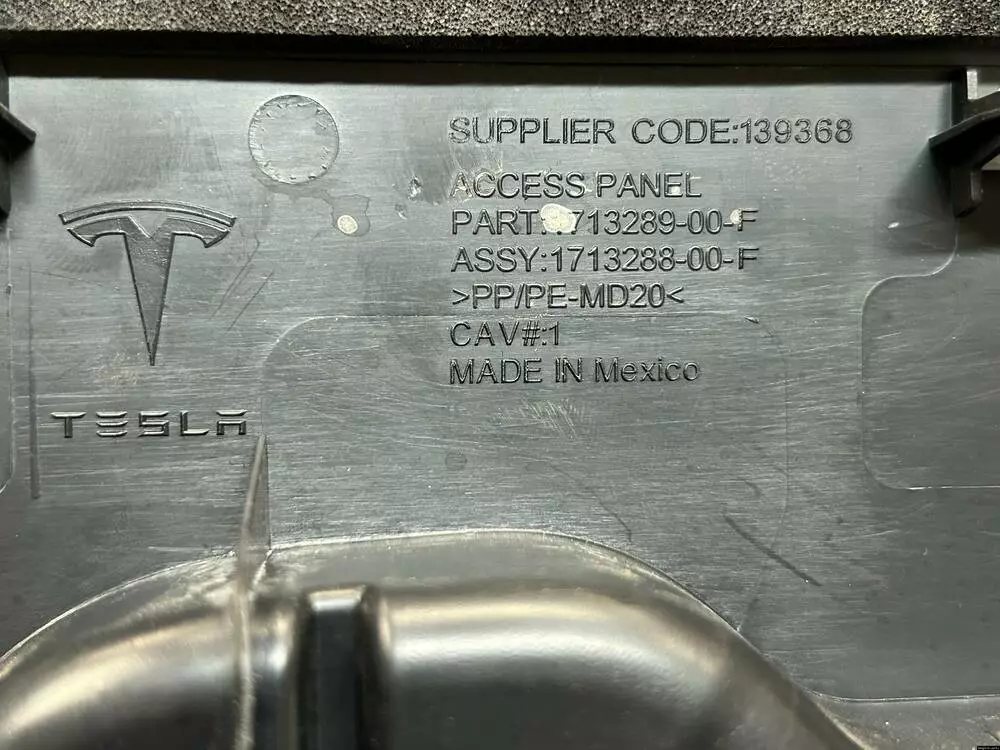 SUPPLIER CODE:139368
ACCESS PANEL
PART:1713289-00-F
ASSY:1713288-00-F
>PP/PE-MD20<
CAV#:1
MADE IN Mexico
TESLA